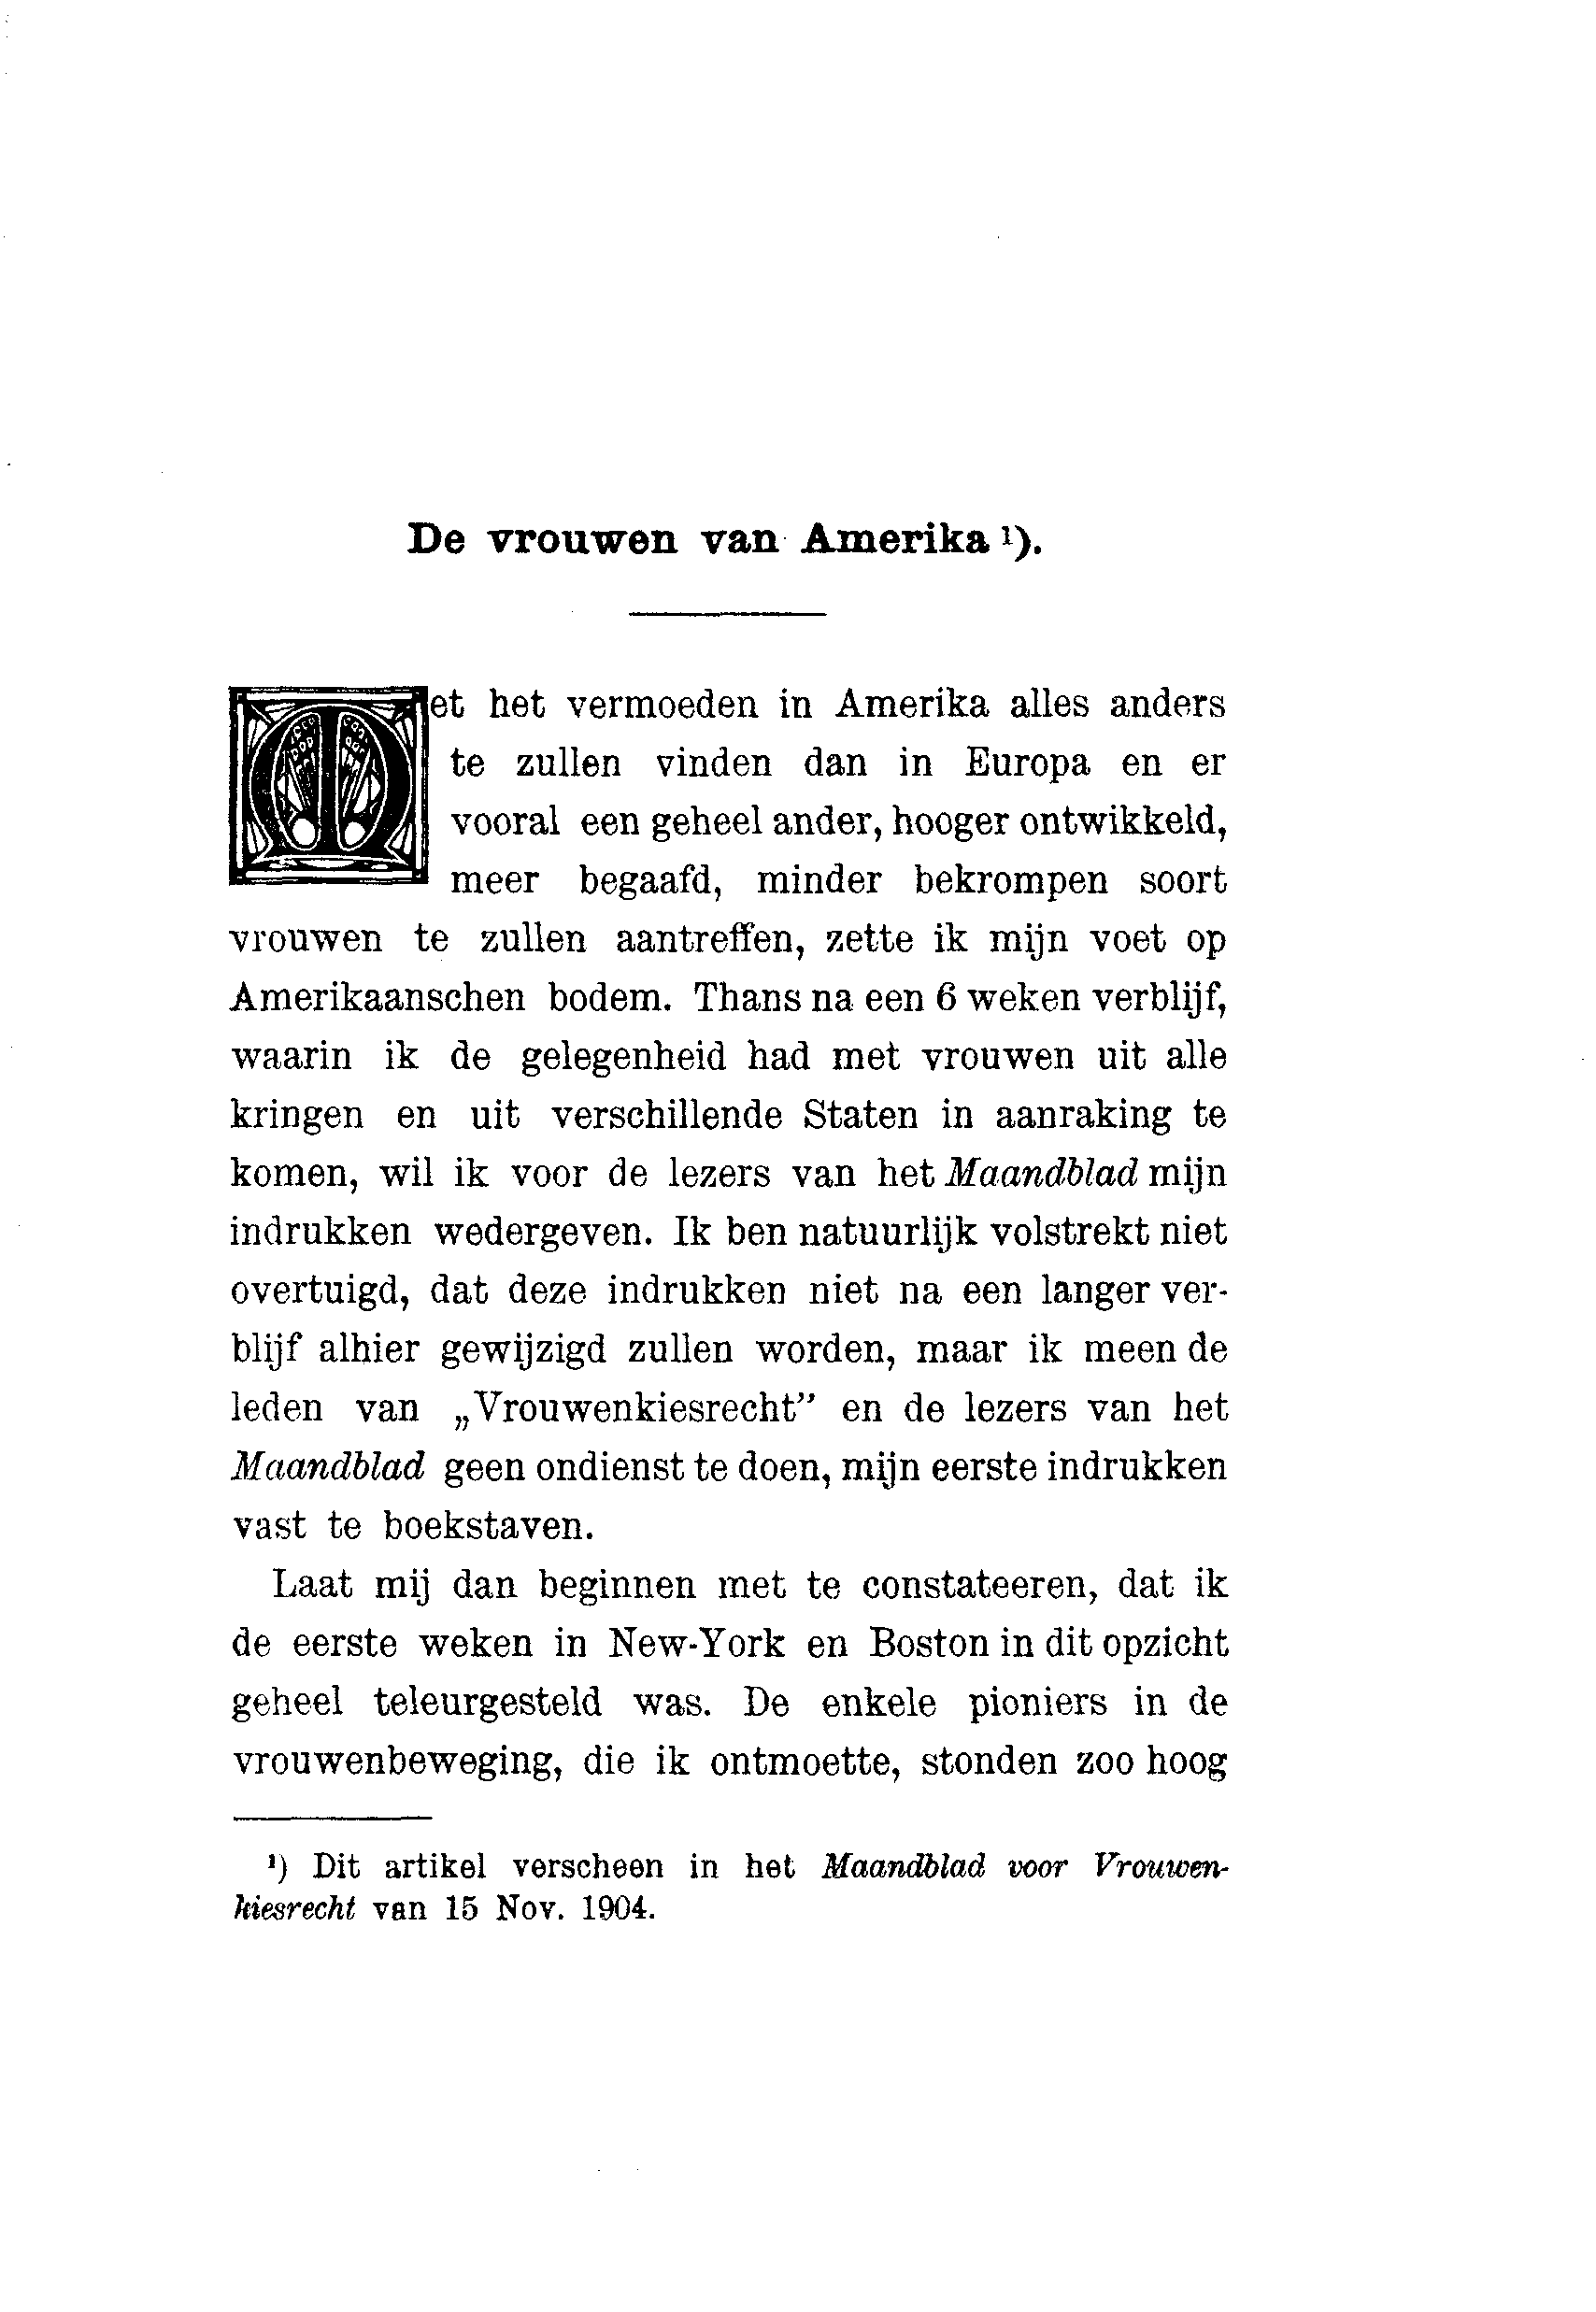 De vrouwen van Amerika ¹).
Met het vermoeden in Amerika alles anders
te zullen vinden dan in Europa en er
vooral een geheel ander, hooger ontwikkeld,
meer begaafd, minder bekrompen soort
vrouwen te zullen aantreffen, zette ik mijn voet op
Amerikaanschen bodem. Thans na een 6 weken verblijf,
waarin ik de gelegenheid had met vrouwen uit alle
kringen en uit verschillende Staten in aanraking te
komen, wil ik voor de lezers van het Maandblad mijn
indrukken wedergeven. Ik ben natuurlijk volstrekt niet
overtuigd, dat deze indrukken niet na een langer ver-
blijf alhier gewijzigd zullen worden, maar ik meen de
leden van „Vrouwenkiesrecht” en de lezers van het
Maandblad geen ondienst te doen, mijn eerste indrukken
vast te boekstaven.
Laat mij dan beginnen met te constateeren, dat ik
de eerste weken in New-York en Boston in dit opzicht
geheel teleurgesteld was. De enkele pioniers in de
vrouwenbeweging, die ik ontmoette, stonden zoo hoog
¹) Dit artikel verscheen in het Maandblad voor Vrouwen-
kiesrecht van 15 Nov. 1904.